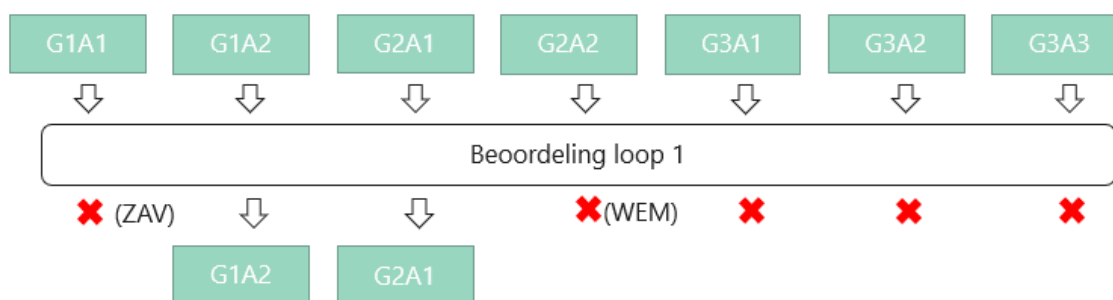 G1A1 G1A2 G2A1 G2A2 G3A1 G3A2 G3A3
Beoordeling loop 1
(ZAV) (WEM)
G1A2 G2A1